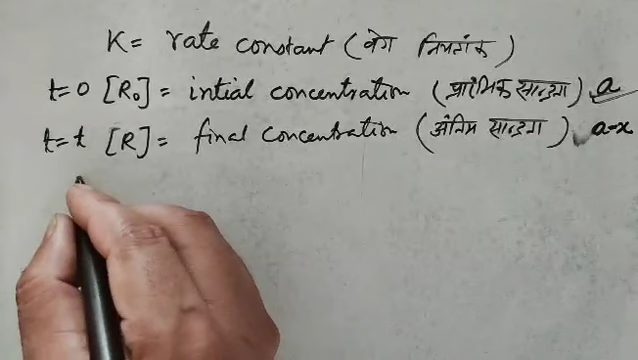 K = rate constant (वेग नियतांक)
t=0 [R₀] = intial concentration (प्रारंभिक सान्द्रता) a
t=t [R] = final concentration (अंतिम सान्द्रता) a-x